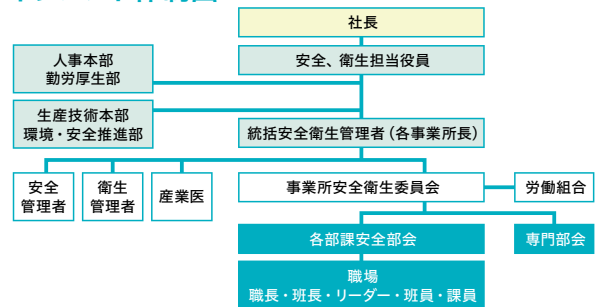 社長
人事本部
勤労厚生部
安全、衛生担当役員
生産技術本部
環境・安全推進部
統括安全衛生管理者(各事業所長)
安全
管理者
衛生
管理者
産業医
事業所安全衛生委員会
労働組合
各部課安全部会
専門部会
職場
職長・班長・リーダー・班員・課員